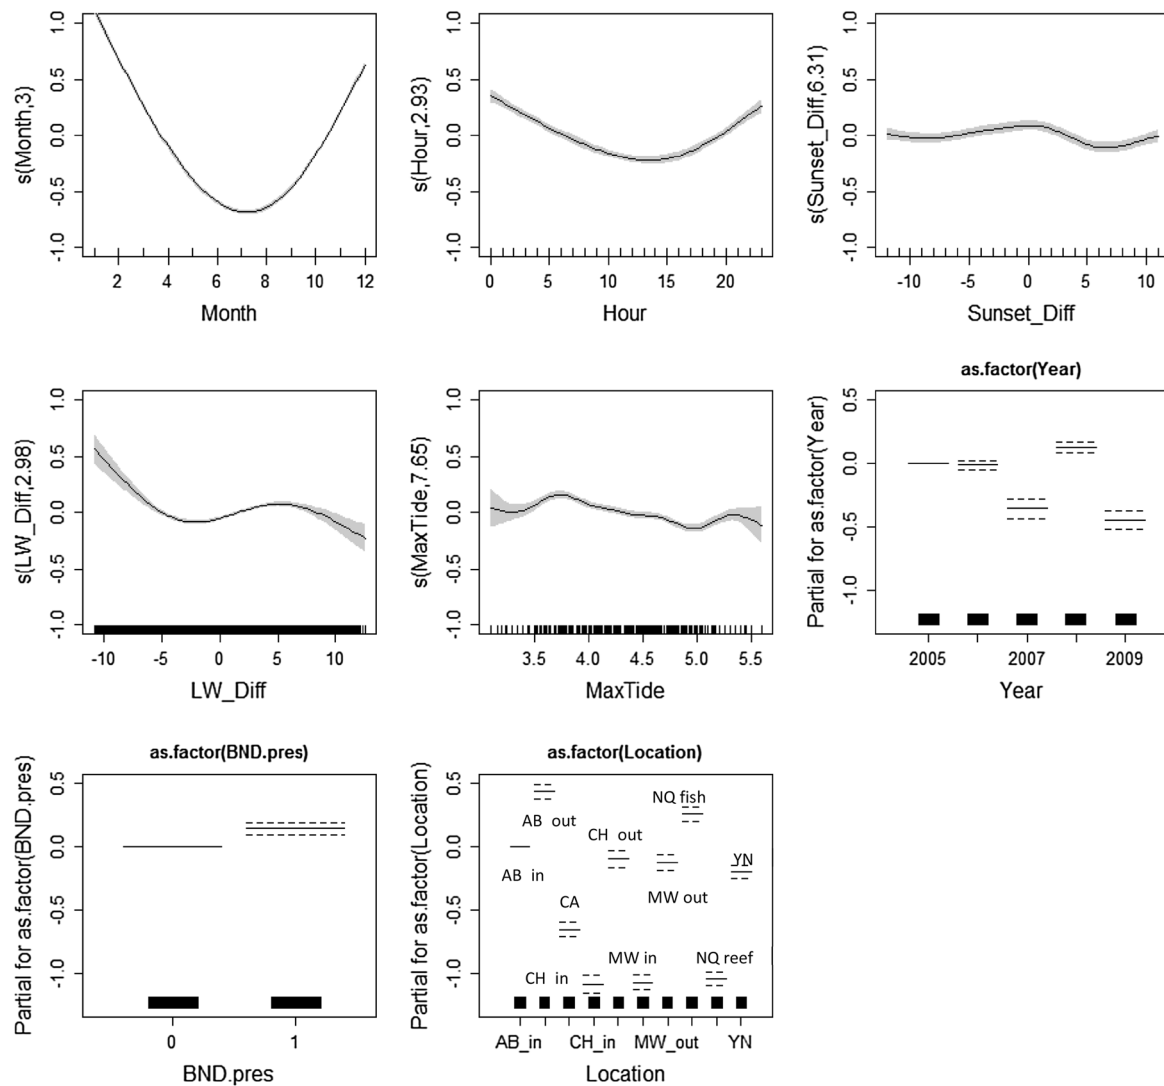 s(Month,3)
1.0
0.5
0.0
-0.5
-1.0
2 4 6 8 10 12
Month
s(Hour,2.93)
1.0
0.5
0.0
-0.5
-1.0
0 5 10 15 20
Hour
s(Sunset_Diff,6.31)
1.0
0.5
0.0
-0.5
-1.0
-10 -5 0 5 10
Sunset_Diff
s(LW_Diff,2.98)
1.0
0.5
0.0
-0.5
-1.0
-10 -5 0 5 10
LW_Diff
s(MaxTide,7.65)
1.0
0.5
0.0
-0.5
-1.0
3.5 4.0 4.5 5.0 5.5
MaxTide
as.factor(Year)
Partial for as.factor(Year)
0.5
0.0
-0.5
-1.0
2005 2007 2009
Year
as.factor(BND.pres)
Partial for as.factor(BND.pres)
0.5
0.0
-0.5
-1.0
0 1
BND.pres
as.factor(Location)
Partial for as.factor(Location)
0.5
0.0
-0.5
-1.0
NQ fish
AB out
CH out
YN
AB in
MW out
CA
MW in
NQ reef
CH in
AB_in CH_in MW_out YN
Location